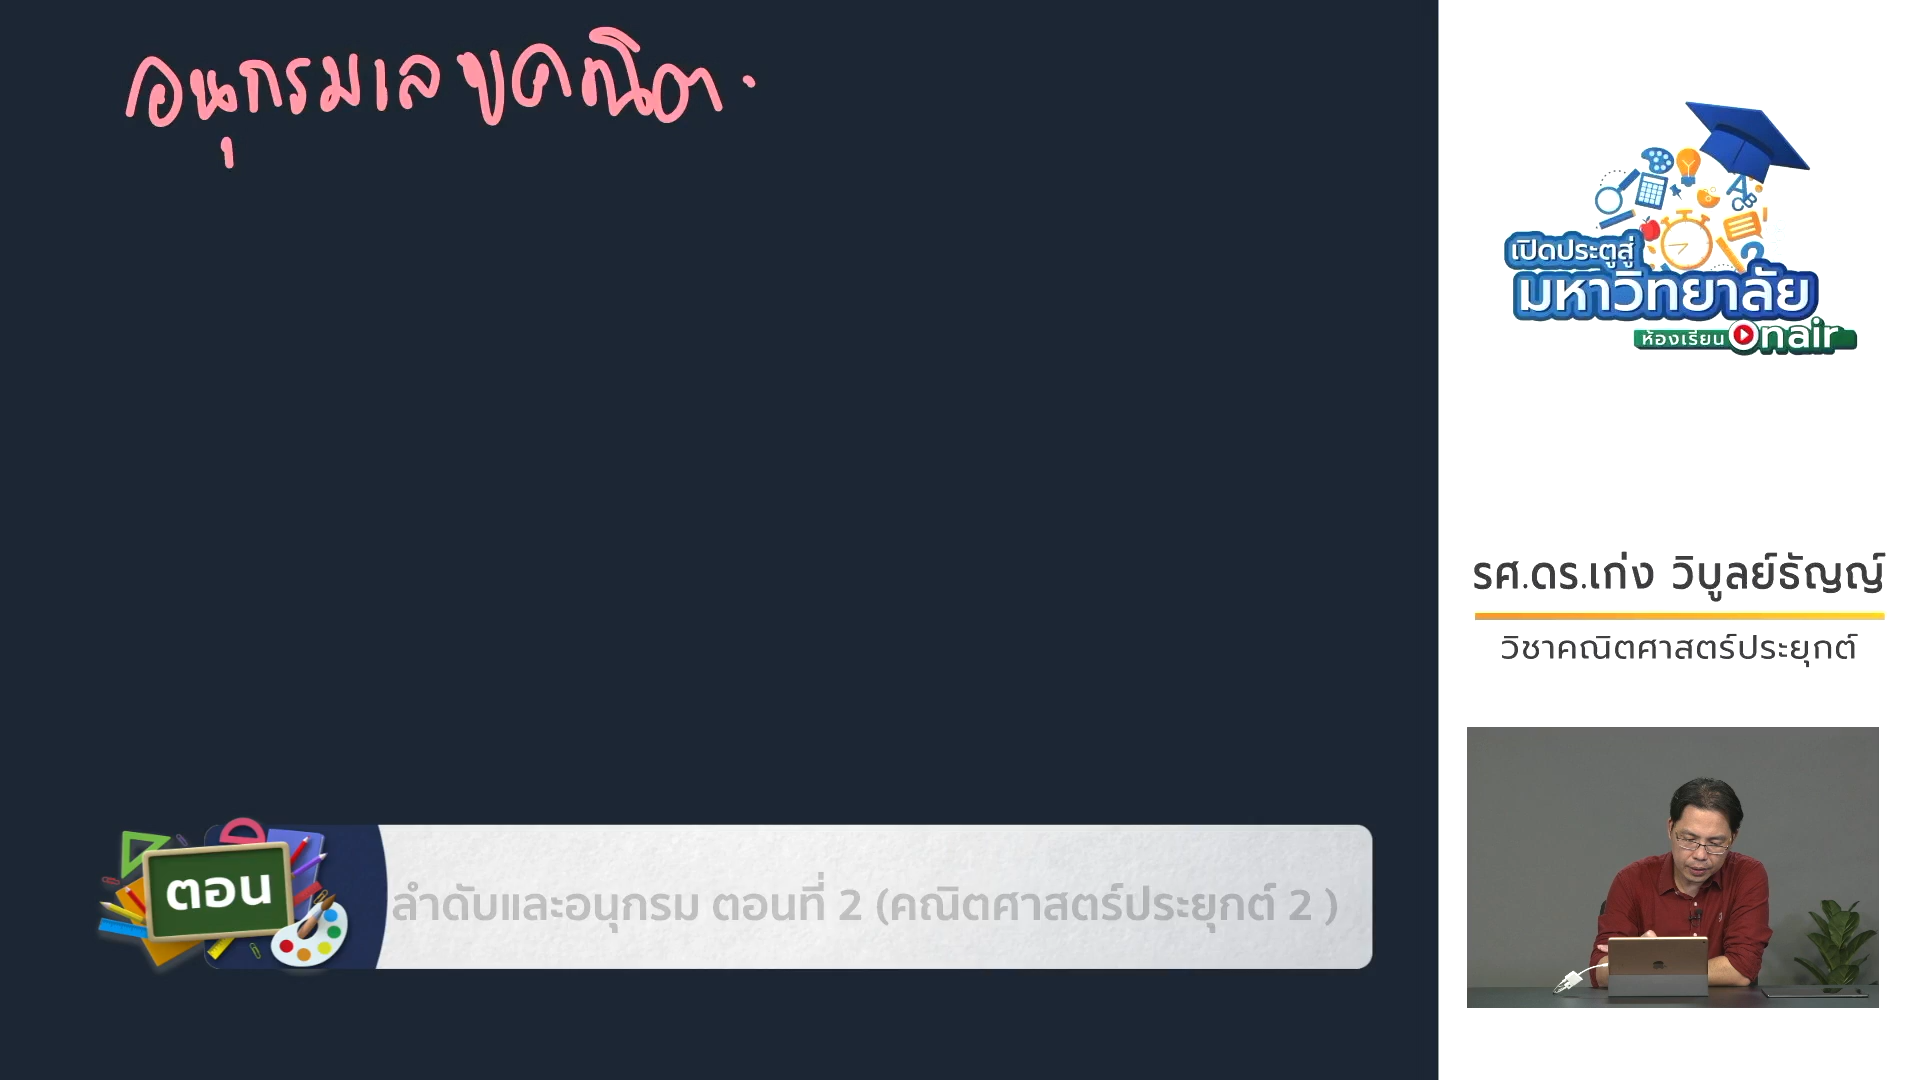 อนุกรมเลขคณิต.
เปิดประตูสู่
มหาวิทยาลัย
ห้องเรียน Onair
รศ.ดร.เก่ง วิบูลย์ธัญญ์
วิชาคณิตศาสตร์ประยุกต์
ตอน
ลำดับและอนุกรม ตอนที่ 2 (คณิตศาสตร์ประยุกต์ 2 )